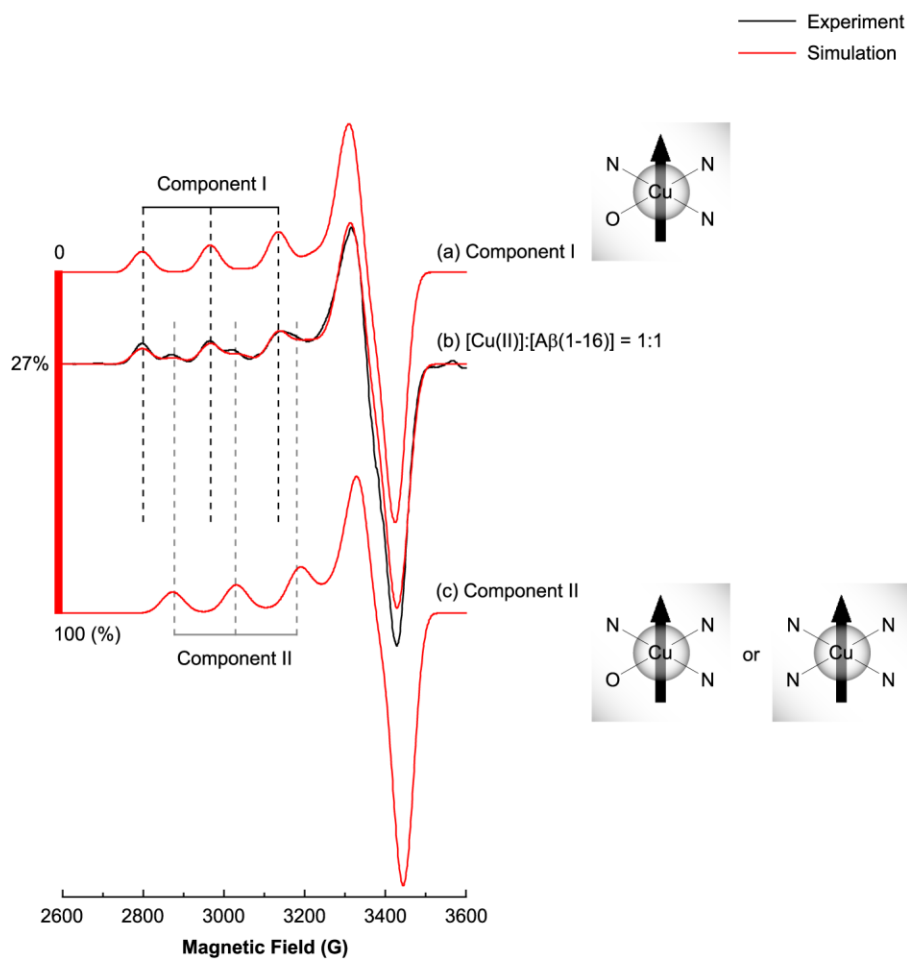 Experiment
Simulation
Component I
N
N
Cu
O
N
0
(a) Component I
27%
(b) [Cu(II)]:[Aβ(1-16)] = 1:1
(c) Component II
100 (%)
Component II
N
N
Cu
O
N
or
N
N
Cu
N
N
2600
2800
3000
3200
3400
3600
Magnetic Field (G)